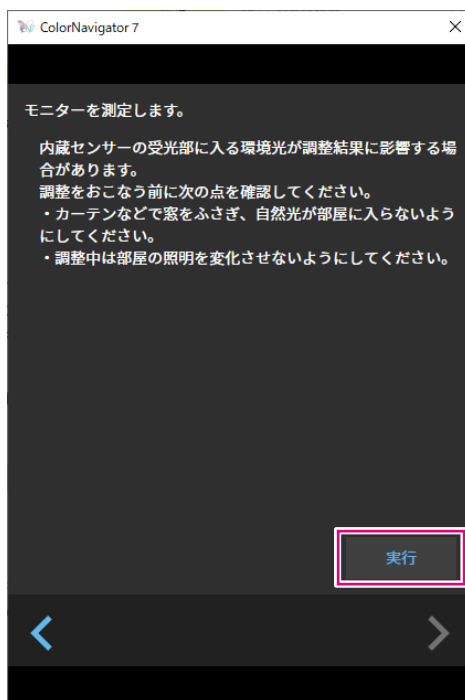 ColorNavigator 7
モニターを測定します。
内蔵センサーの受光部に入る環境光が調整結果に影響する場
合があります。
調整をおこなう前に次の点を確認してください。
・カーテンなどで窓をふさぎ、自然光が部屋に入らないよう
にしてください。
・調整中は部屋の照明を変化させないようにしてください。
実行